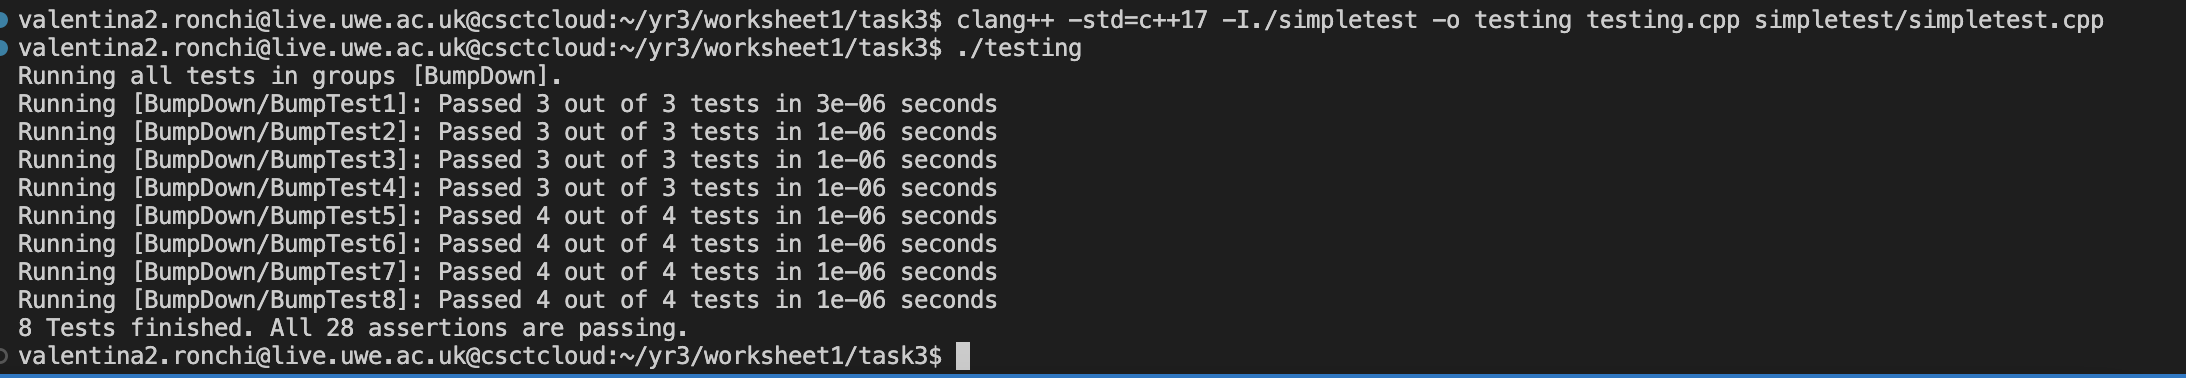 valentina2.ronchi@live.uwe.ac.uk@csctcloud:~/yr3/worksheet1/task3$ clang++ -std=c++17 -I./simpletest -o testing testing.cpp simpletest/simpletest.cpp
valentina2.ronchi@live.uwe.ac.uk@csctcloud:~/yr3/worksheet1/task3$ ./testing
Running all tests in groups [BumpDown].
Running [BumpDown/BumpTest1]: Passed 3 out of 3 tests in 3e-06 seconds
Running [BumpDown/BumpTest2]: Passed 3 out of 3 tests in 1e-06 seconds
Running [BumpDown/BumpTest3]: Passed 3 out of 3 tests in 1e-06 seconds
Running [BumpDown/BumpTest4]: Passed 3 out of 3 tests in 1e-06 seconds
Running [BumpDown/BumpTest5]: Passed 4 out of 4 tests in 1e-06 seconds
Running [BumpDown/BumpTest6]: Passed 4 out of 4 tests in 1e-06 seconds
Running [BumpDown/BumpTest7]: Passed 4 out of 4 tests in 1e-06 seconds
Running [BumpDown/BumpTest8]: Passed 4 out of 4 tests in 1e-06 seconds
8 Tests finished. All 28 assertions are passing.
valentina2.ronchi@live.uwe.ac.uk@csctcloud:~/yr3/worksheet1/task3$